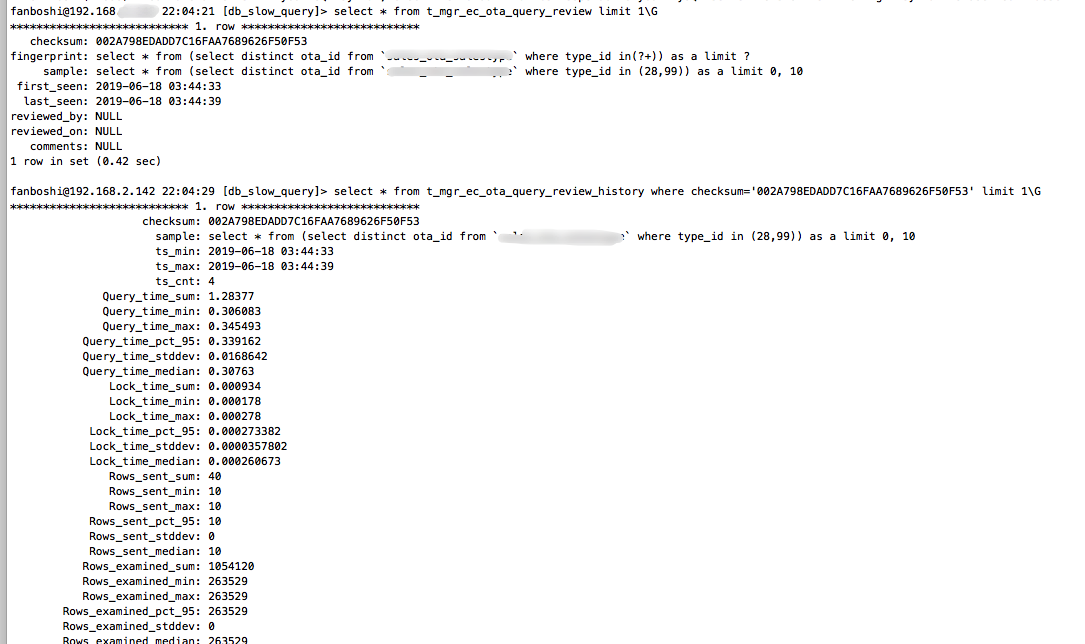 fanboshi@192.168 22:04:21 [db_slow_query]> select * from t_mgr_ec_ota_query_review limit 1\G
*************************** 1. row ***************************
checksum: 002A798EDADD7C16FAA7689626F50F53
fingerprint: select * from (select distinct ota_id from ` ` where type_id in(?+)) as a limit ?
sample: select * from (select distinct ota_id from ` ` where type_id in (28,99)) as a limit 0, 10
first_seen: 2019-06-18 03:44:33
last_seen: 2019-06-18 03:44:39
reviewed_by: NULL
reviewed_on: NULL
comments: NULL
1 row in set (0.42 sec)
fanboshi@192.168.2.142 22:04:29 [db_slow_query]> select * from t_mgr_ec_ota_query_review_history where checksum='002A798EDADD7C16FAA7689626F50F53' limit 1\G
*************************** 1. row ***************************
checksum: 002A798EDADD7C16FAA7689626F50F53
sample: select * from (select distinct ota_id from ` ` where type_id in (28,99)) as a limit 0, 10
ts_min: 2019-06-18 03:44:33
ts_max: 2019-06-18 03:44:39
ts_cnt: 4
Query_time_sum: 1.28377
Query_time_min: 0.306083
Query_time_max: 0.345493
Query_time_pct_95: 0.339162
Query_time_stddev: 0.0168642
Query_time_median: 0.30763
Lock_time_sum: 0.000934
Lock_time_min: 0.000178
Lock_time_max: 0.000278
Lock_time_pct_95: 0.000273382
Lock_time_stddev: 0.0000357802
Lock_time_median: 0.000260673
Rows_sent_sum: 40
Rows_sent_min: 10
Rows_sent_max: 10
Rows_sent_pct_95: 10
Rows_sent_stddev: 0
Rows_sent_median: 10
Rows_examined_sum: 1054120
Rows_examined_min: 263529
Rows_examined_max: 263529
Rows_examined_pct_95: 263529
Rows_examined_stddev: 0
Rows_examined_median: 263529